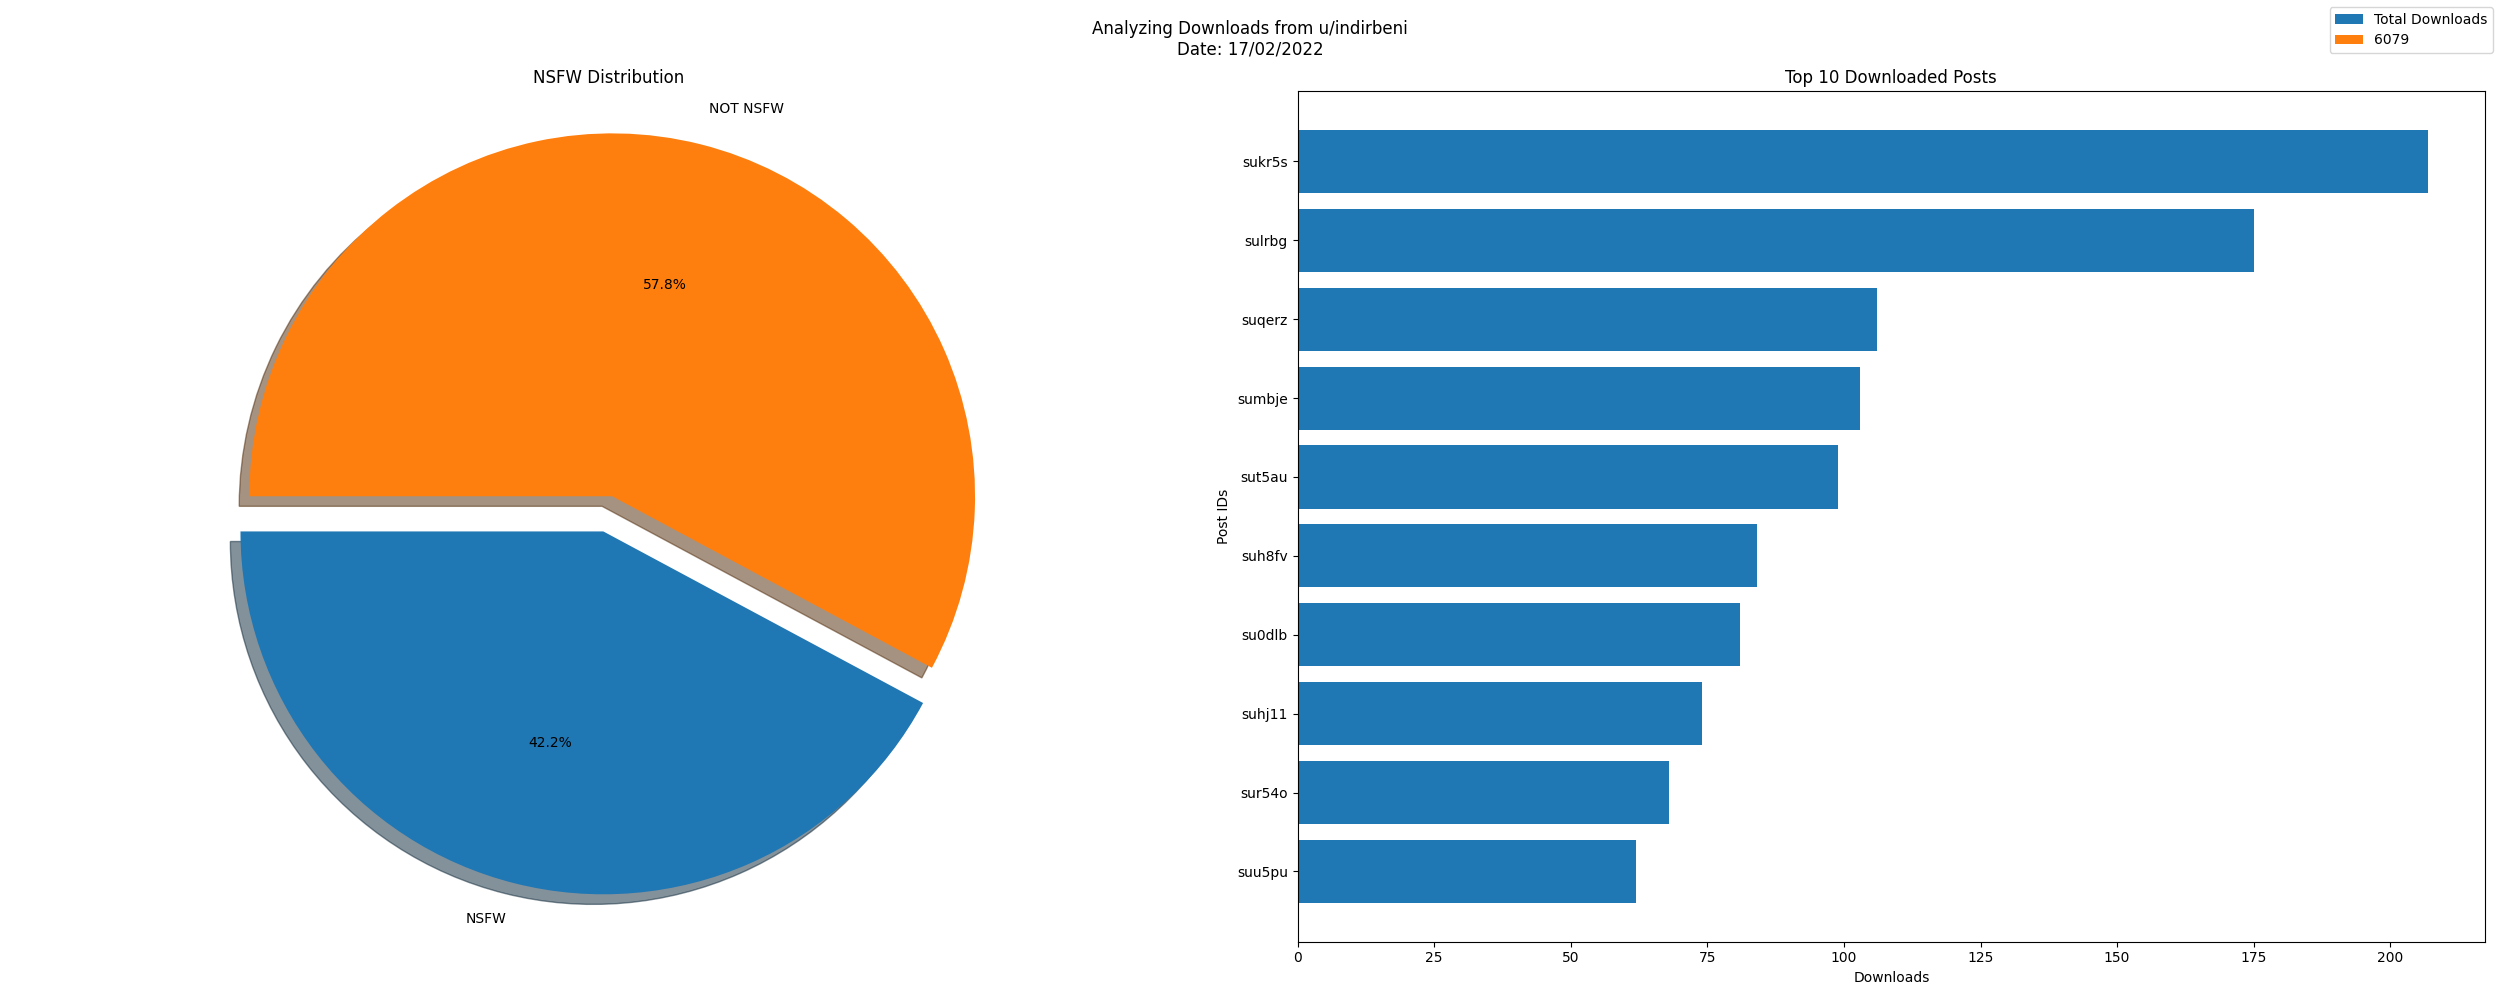 Analyzing Downloads from u/indirbeni
Date: 17/02/2022
Total Downloads
6079
NSFW Distribution
NOT NSFW
57.8%
42.2%
NSFW
Top 10 Downloaded Posts
Post IDs
sukr5s
sulrbg
suqerz
sumbje
sut5au
suh8fv
su0dlb
suhj11
sur54o
suu5pu
0 25 50 75 100 125 150 175 200
Downloads